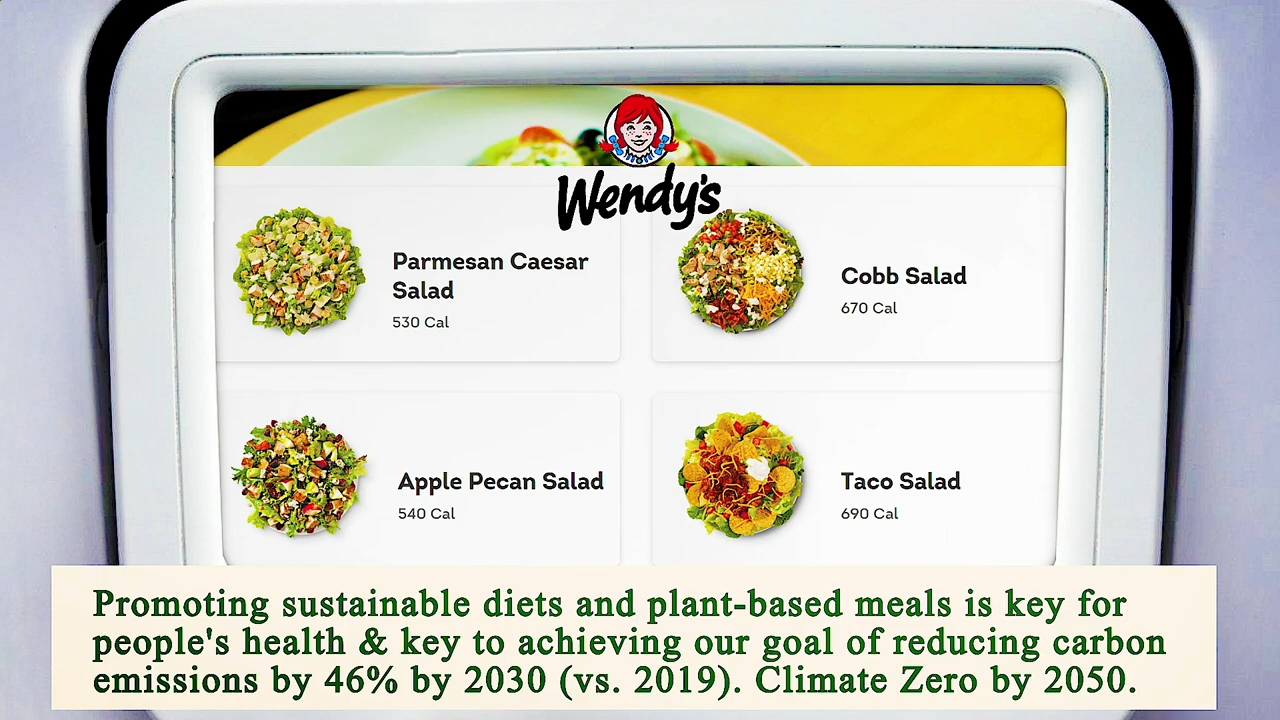 Wendy's
Parmesan Caesar
Salad
530 Cal
Cobb Salad
670 Cal
Apple Pecan Salad
540 Cal
Taco Salad
690 Cal
Promoting sustainable diets and plant-based meals is key for
people's health & key to achieving our goal of reducing carbon
emissions by 46% by 2030 (vs. 2019). Climate Zero by 2050.